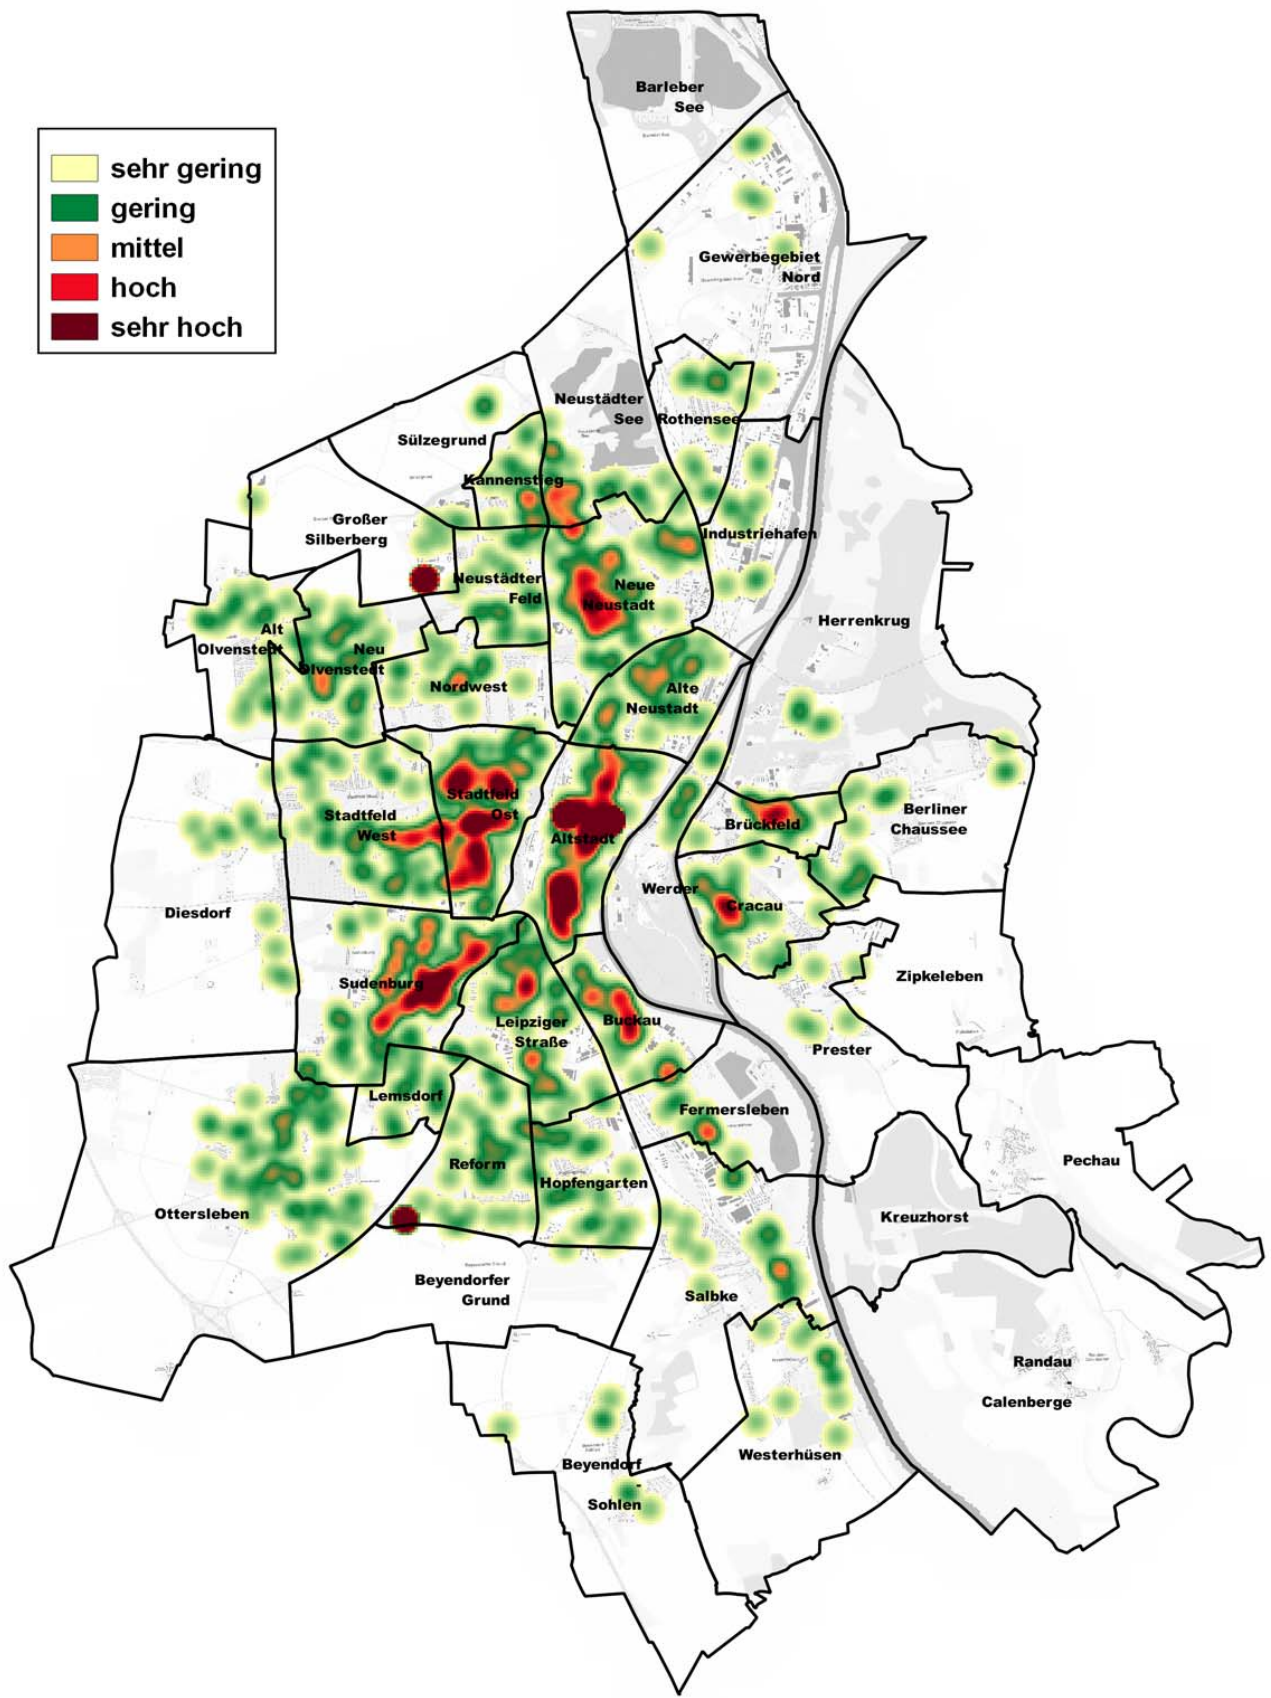 sehr gering
gering
mittel
hoch
sehr hoch
Barleber
See
Gewerbegebiet
Nord
Neustädter
See
Rothensee
Sülzegrund
Kannenstieg
Großer
Silberberg
Industriehafen
Neustädter
Feld
Neue
Neustadt
Herrenkrug
Alt
Olvenstedt
Neu
Olvenstedt
Nordwest
Alte
Neustadt
Stadtfeld
Ost
Stadtfeld
West
Altstadt
Brückfeld
Berliner
Chaussee
Werder
Cracau
Diesdorf
Zipkeleben
Sudenburg
Leipziger
Straße
Buckau
Prester
Lemsdorf
Fermersleben
Reform
Hopfengarten
Pechau
Ottersleben
Kreuzhorst
Beyendorfer
Grund
Salbke
Randau
-
Calenberge
Westerhüsen
Beyendorf
-
Sohlen